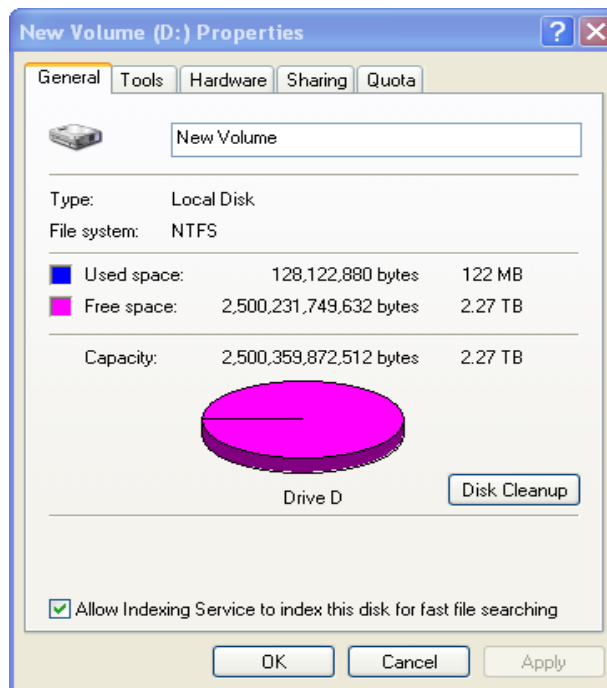 New Volume (D:) Properties
General Tools Hardware Sharing Quota
New Volume
Type: Local Disk
File system: NTFS
Used space: 128,122,880 bytes 122 MB
Free space: 2,500,231,749,632 bytes 2.27 TB
Capacity: 2,500,359,872,512 bytes 2.27 TB
Drive D
Disk Cleanup
Allow Indexing Service to index this disk for fast file searching
OK Cancel Apply